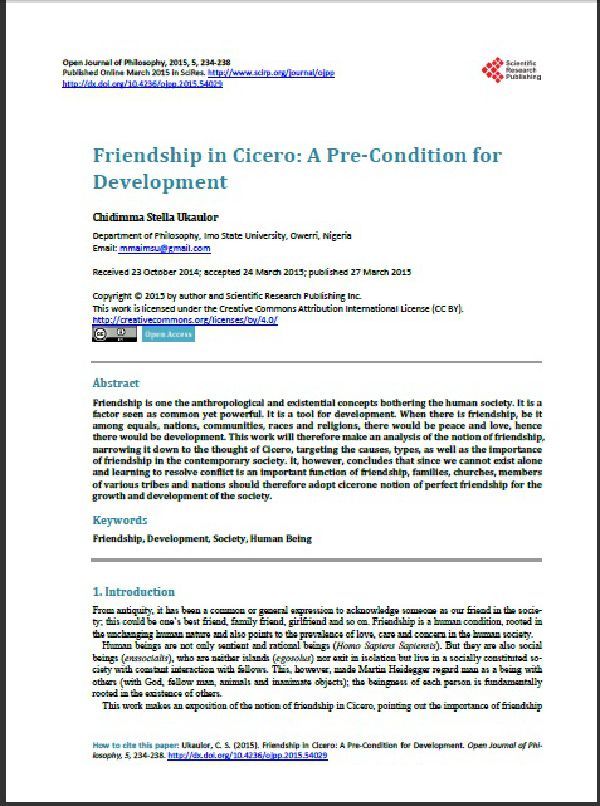 Open Journal of Philosophy, 2015, 5, 234-238
Published Online March 2015 in SciRes. http://www.scirp.org/journal/ojpp
http://dx.doi.org/10.4236/ojpp.2015.54029
Scientific
Research
Publishing
Friendship in Cicero: A Pre-Condition for
Development
Chidimma Stella Ukaulor
Department of Philosophy, Imo State University, Owerri, Nigeria
Email: mmaimsu@gmail.com
Received 23 October 2014; accepted 24 March 2015; published 27 March 2015
Copyright © 2015 by author and Scientific Research Publishing Inc.
This work is licensed under the Creative Commons Attribution International License (CC BY).
http://creativecommons.org/licenses/by/4.0/
Open Access
Abstract
Friendship is one the anthropological and existential concepts bothering the human society. It is a
factor seen as common yet powerful. It is a tool for development. When there is friendship, be it
among equals, nations, communities, races and religions, there would be peace and love, hence
there would be development. This work will therefore make an analysis of the notion of friendship,
narrowing it down to the thought of Cicero, targeting the causes, types, as well as the importance
of friendship in the contemporary society. It, however, concludes that since we cannot exist alone
and learning to resolve conflict is an important function of friendship, families, churches, members
of various tribes and nations should therefore adopt cicerone notion of perfect friendship for the
growth and development of the society.
Keywords
Friendship, Development, Society, Human Being
1. Introduction
From antiquity, it has been a common or general expression to acknowledge someone as our friend in the socie-
ty; this could be one's best friend, family friend, girlfriend and so on. Friendship is a human condition, rooted in
the unchanging human nature and also points to the prevalence of love, care and concern in the human society.
Human beings are not only sentient and rational beings (Homo Sapiens Sapiensis). But they are also social
beings (enssocialis), who are neither islands (egosolus) nor exit in isolation but live in a socially constituted so-
ciety with constant interaction with fellows. This, however, made Martin Heidegger regard man as a being with
others (with God, fellow man, animals and inanimate objects); the beingness of each person is fundamentally
rooted in the existence of others.
This work makes an exposition of the notion of friendship in Cicero, pointing out the importance of friendship
How to cite this paper: Ukaulor, C. S. (2015). Friendship in Cicero: A Pre-Condition for Development. Open Journal of Phi-
losophy, 5, 234-238. http://dx.doi.org/10.4236/ojpp.2015.54029